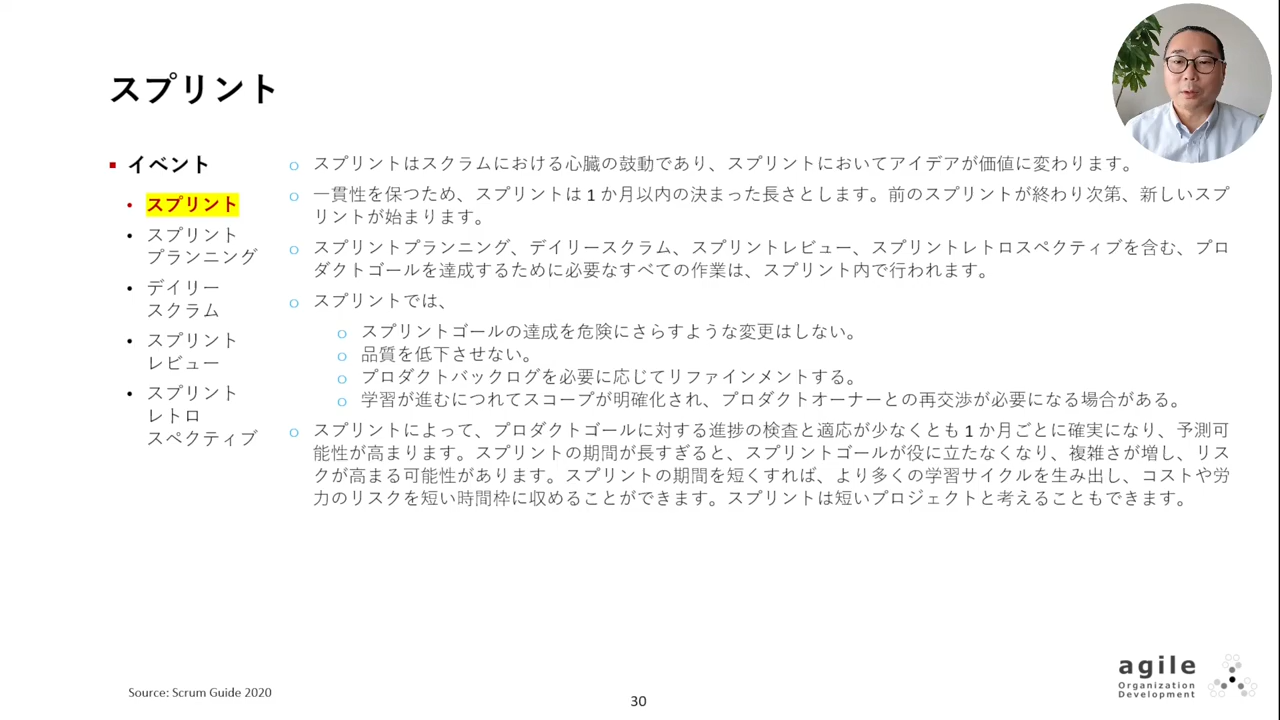 スプリント
イベント
スプリント
スプリント
プランニング
デイリー
スクラム
スプリント
レビュー
スプリント
レトロ
スペクティブ
スプリントはスクラムにおける心臓の鼓動であり、スプリントにおいてアイデアが価値に変わります。
一貫性を保つため、スプリントは 1 か月以内の決まった長さとします。前のスプリントが終わり次第、新しいスプ
リントが始まります。
スプリントプランニング、デイリースクラム、スプリントレビュー、スプリントレトロスペクティブを含む、プロ
ダクトゴールを達成するために必要なすべての作業は、スプリント内で行われます。
スプリントでは、
スプリントゴールの達成を危険にさらすような変更はしない。
品質を低下させない。
プロダクトバックログを必要に応じてリファインメントする。
学習が進むにつれてスコープが明確化され、プロダクトオーナーとの再交渉が必要になる場合がある。
スプリントによって、プロダクトゴールに対する進捗の検査と適応が少なくとも 1 か月ごとに確実になり、予測可
能性が高まります。スプリントの期間が長すぎると、スプリントゴールが役に立たなくなり、複雑さが増し、リス
クが高まる可能性があります。スプリントの期間を短くすれば、より多くの学習サイクルを生み出し、コストや労
力のリスクを短い時間枠に収めることができます。スプリントは短いプロジェクトと考えることもできます。
Source: Scrum Guide 2020
30
agile
Organization
Development